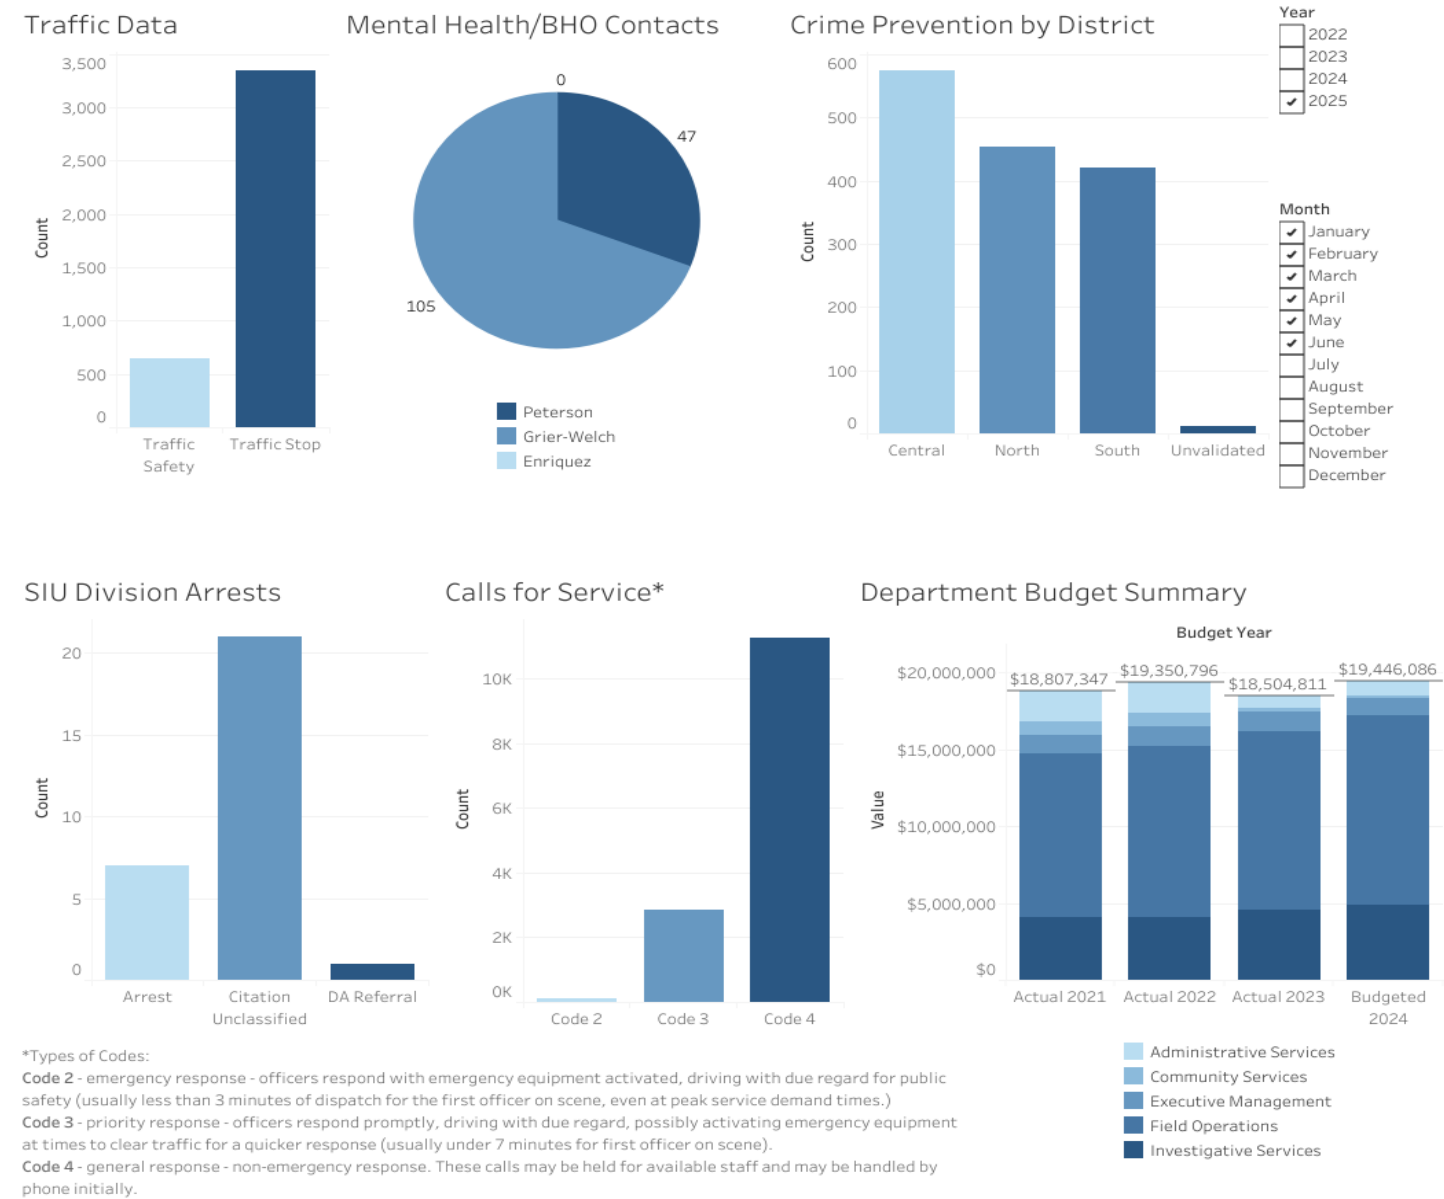 Traffic Data
Count
3,500
3,000
2,500
2,000
1,500
1,000
500
0
Traffic
Safety
Traffic Stop
Mental Health/BHO Contacts
0
47
105
Peterson
Grier-Welch
Enriquez
Crime Prevention by District
Count
600
500
400
300
200
100
0
Central
North
South
Unvalidated
Year
2022
2023
2024
2025
Month
January
February
March
April
May
June
July
August
September
October
November
December
SIU Division Arrests
Count
20
15
10
5
0
Arrest
Citation
Unclassified
DA Referral
Calls for Service*
Count
10K
8K
6K
4K
2K
0K
Code 2
Code 3
Code 4
Department Budget Summary
Budget Year
Value
$20,000,000
$15,000,000
$10,000,000
$5,000,000
$0
$18,807,347
$19,350,796
$18,504,811
$19,446,086
Actual 2021
Actual 2022
Actual 2023
Budgeted
2024
Administrative Services
Community Services
Executive Management
Field Operations
Investigative Services
*Types of Codes:
Code 2 - emergency response - officers respond with emergency equipment activated, driving with due regard for public
safety (usually less than 3 minutes of dispatch for the first officer on scene, even at peak service demand times.)
Code 3 - priority response - officers respond promptly, driving with due regard, possibly activating emergency equipment
at times to clear traffic for a quicker response (usually under 7 minutes for first officer on scene).
Code 4 - general response - non-emergency response. These calls may be held for available staff and may be handled by
phone initially.